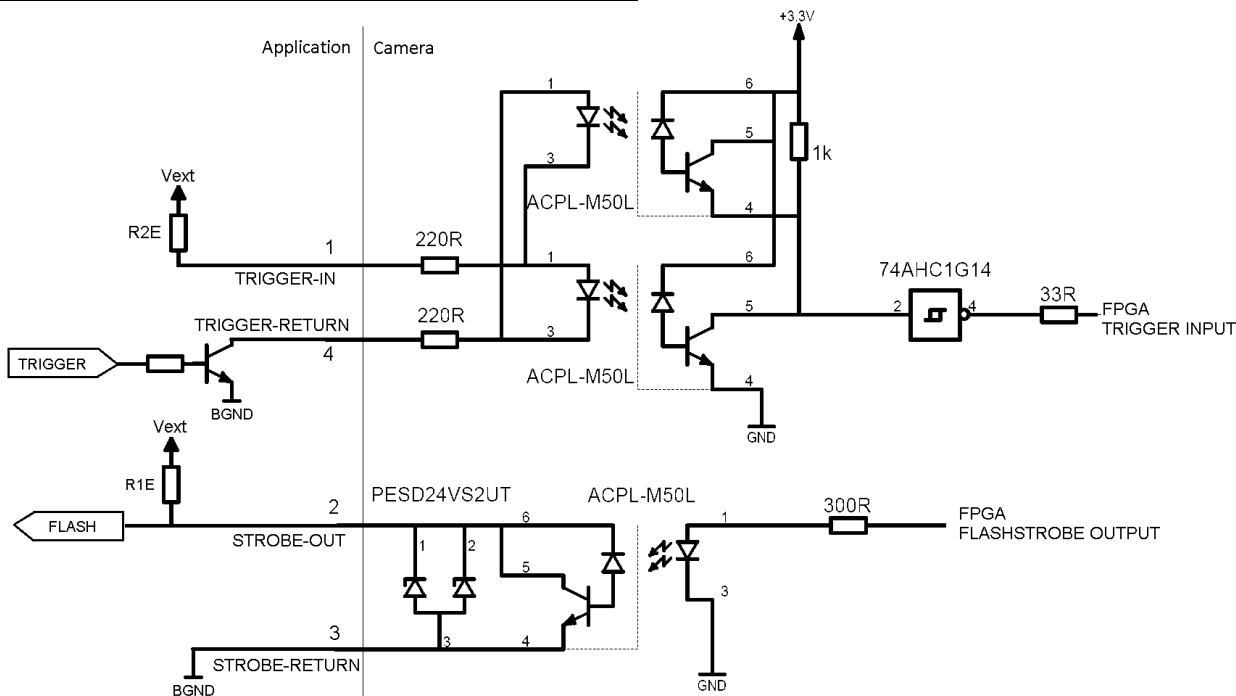 +3.3V
Application
Camera
1
6
5
1k
3
4
ACPL-M50L
Vext
R2E
1
220R
TRIGGER-IN
1
6
74AHC1G14
TRIGGER-RETURN
220R
5
2
4
33R
FPGA
TRIGGER INPUT
4
3
TRIGGER
ACPL-M50L
4
BGND
GND
Vext
R1E
PESD24VS2UT
ACPL-M50L
2
6
1
300R
FPGA
FLASHSTROBE OUTPUT
FLASH
STROBE-OUT
1
2
5
3
3
3
4
STROBE-RETURN
BGND
GND